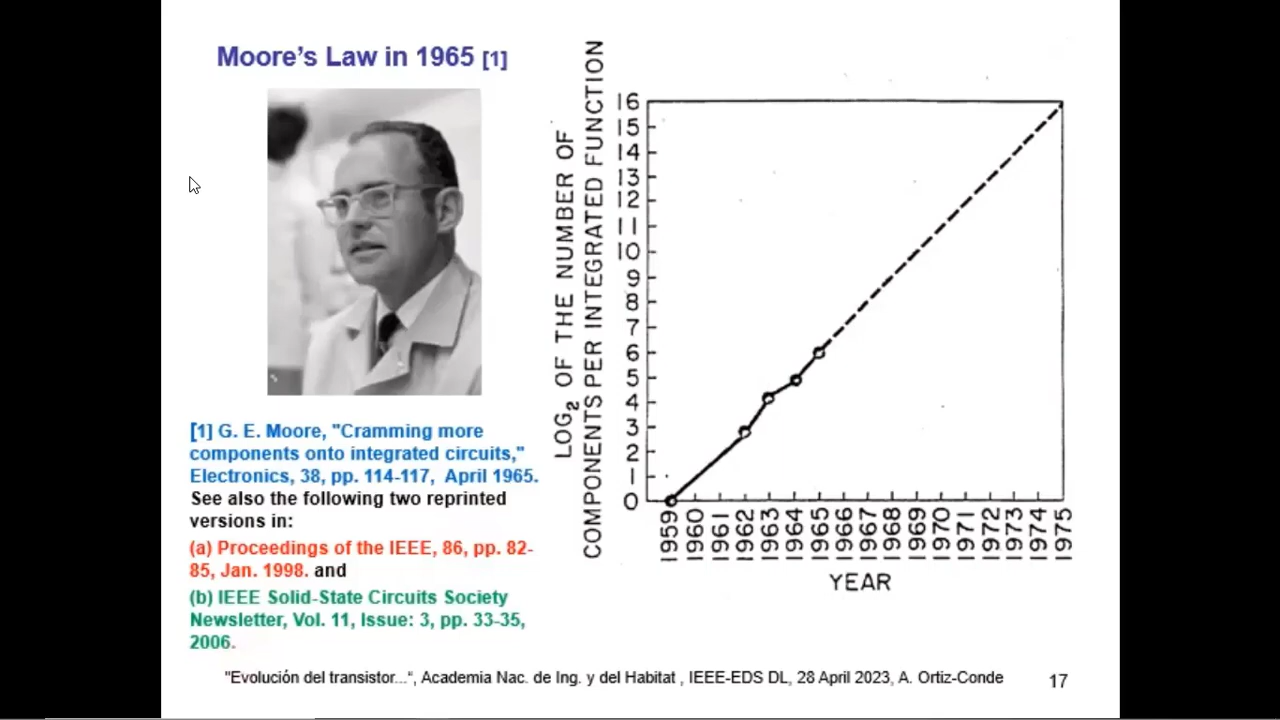 Moore's Law in 1965 [1]
[1] G. E. Moore, "Cramming more
components onto integrated circuits,"
Electronics, 38, pp. 114-117, April 1965.
See also the following two reprinted
versions in:
(a) Proceedings of the IEEE, 86, pp. 82-
85, Jan. 1998. and
(b) IEEE Solid-State Circuits Society
Newsletter, Vol. 11, Issue: 3, pp. 33-35,
2006.
LOG2 OF THE NUMBER OF
COMPONENTS PER INTEGRATED FUNCTION
16
15
14
13
12
11
10
9
8
7
6
5
4
3
2
1
0
1959
1960
1961
1962
1963
1964
1965
1966
1967
1968
1969
1970
1971
1972
1973
1974
1975
YEAR
"Evolución del transistor...“, Academia Nac. de Ing. y del Habitat , IEEE-EDS DL, 28 April 2023, A. Ortiz-Conde
17